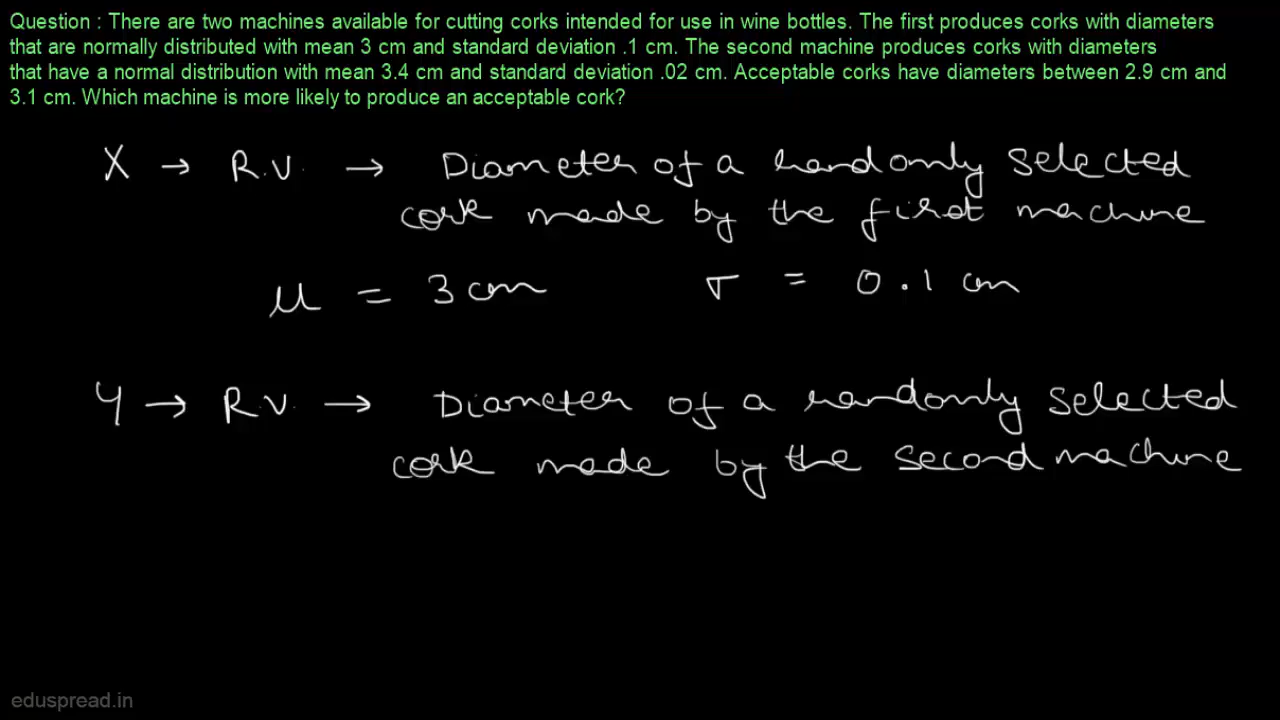 Question : There are two machines available for cutting corks intended for use in wine bottles. The first produces corks with diameters
that are normally distributed with mean 3 cm and standard deviation .1 cm. The second machine produces corks with diameters
that have a normal distribution with mean 3.4 cm and standard deviation .02 cm. Acceptable corks have diameters between 2.9 cm and
3.1 cm. Which machine is more likely to produce an acceptable cork?
X → R.V. → Diameter of a randomly selected
cork made by the first machine
μ = 3 cm σ = 0.1 cm
Y → R.V. → Diameter of a randomly selected
cork made by the second machine
eduspread.in